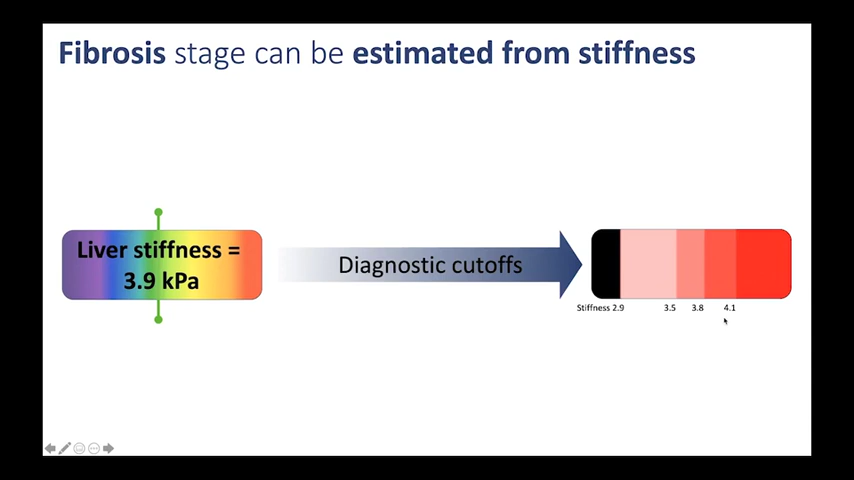 Fibrosis stage can be estimated from stiffness
Liver stiffness =
3.9 kPa
Diagnostic cutoffs
Stiffness 2.9 3.5 3.8 4.1